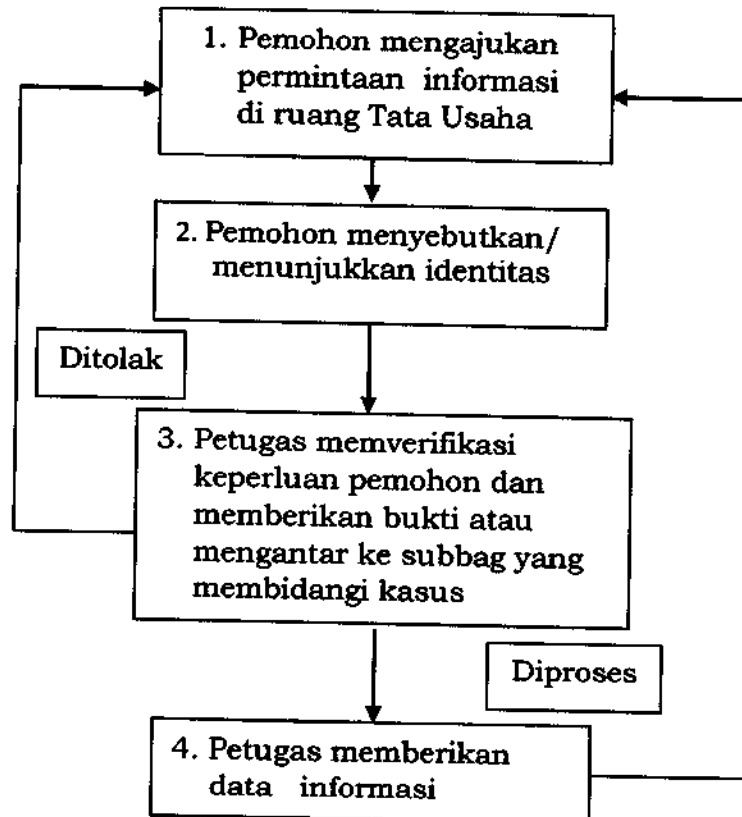 1. Pemohon mengajukan
permintaan informasi
di ruang Tata Usaha
2. Pemohon menyebutkan/
menunjukkan identitas
Ditolak
3. Petugas memverifikasi
keperluan pemohon dan
memberikan bukti atau
mengantar ke subbag yang
membidangi kasus
Diproses
4. Petugas memberikan
data informasi